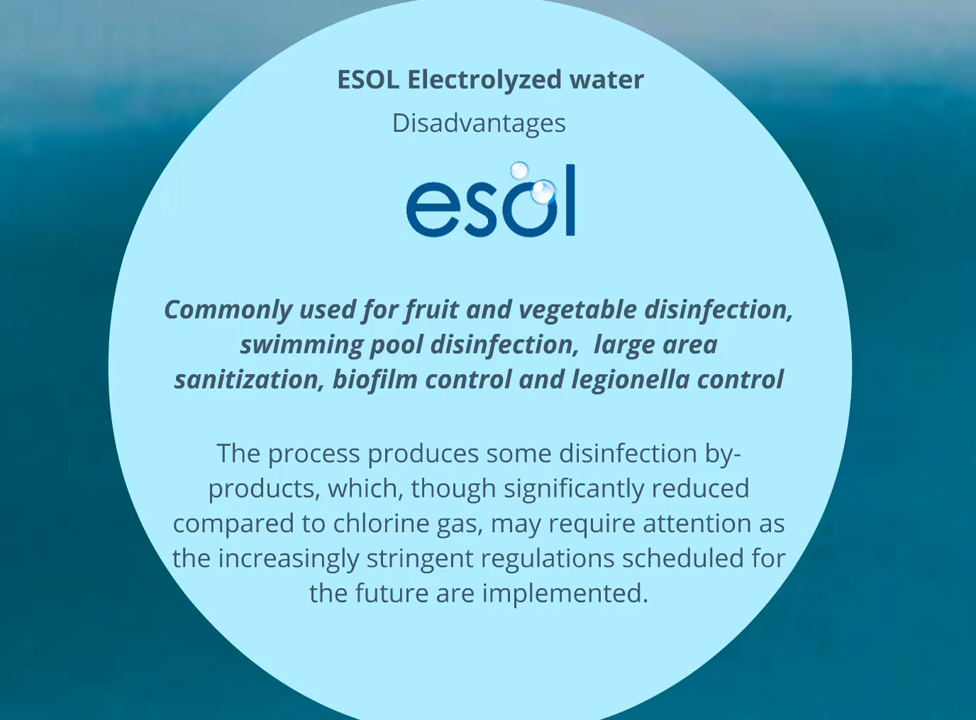 ESOL Electrolyzed water
Disadvantages
esol
Commonly used for fruit and vegetable disinfection,
swimming pool disinfection,  large area
sanitization, biofilm control and legionella control
The process produces some disinfection by-
products, which, though significantly reduced
compared to chlorine gas, may require attention as
the increasingly stringent regulations scheduled for
the future are implemented.